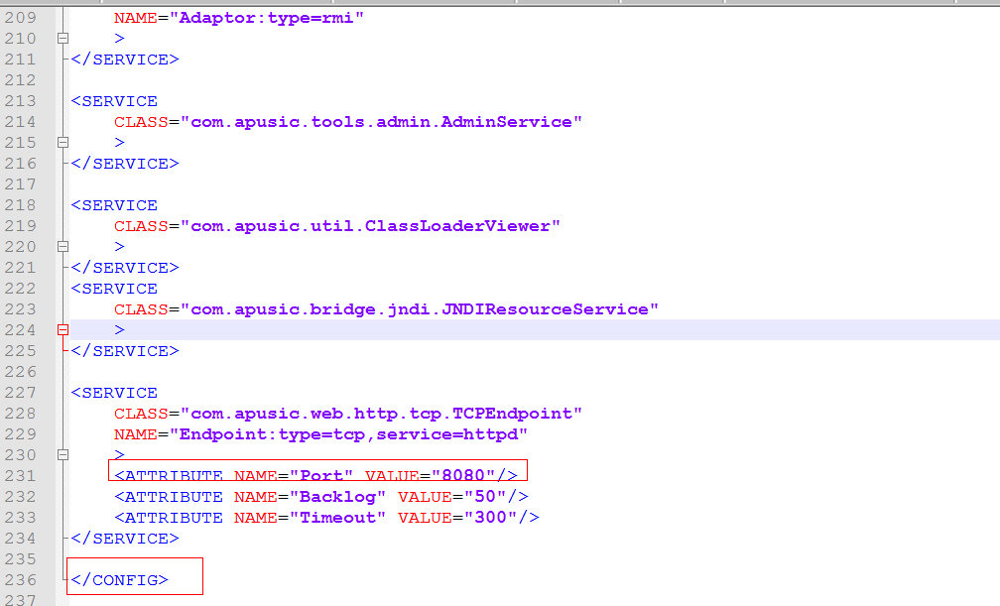 209 NAME="Adaptor:type=rmi"
210 >
211 </SERVICE>
212
213 <SERVICE
214 CLASS="com.apusic.tools.admin.AdminService"
215 >
216 </SERVICE>
217
218 <SERVICE
219 CLASS="com.apusic.util.ClassLoaderViewer"
220 >
221 </SERVICE>
222 <SERVICE
223 CLASS="com.apusic.bridge.jndi.JNDIResourceService"
224 >
225 </SERVICE>
226
227 <SERVICE
228 CLASS="com.apusic.web.http.tcp.TCPEndpoint"
229 NAME="Endpoint:type=tcp,service=httpd"
230 >
231 <ATTRIBUTE NAME="Port" VALUE="8080"/>
232 <ATTRIBUTE NAME="Backlog" VALUE="50"/>
233 <ATTRIBUTE NAME="Timeout" VALUE="300"/>
234 </SERVICE>
235
236 </CONFIG>
237